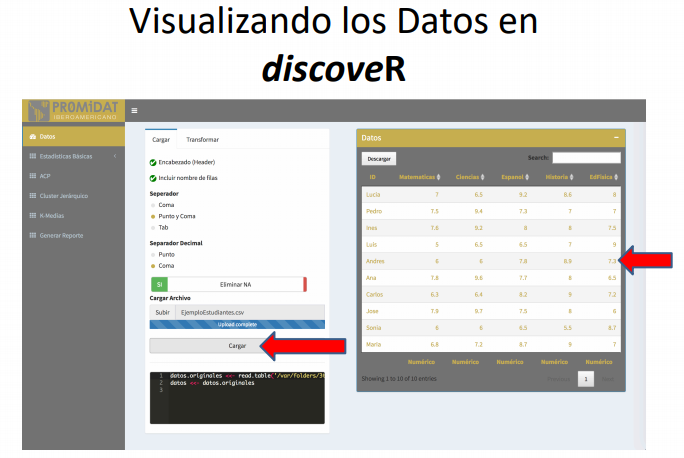 Visualizando los Datos en
discoveR
PROMiDAT
IBEROAMERICANO
Datos
Estadísticas Básicas
ACP
Cluster Jerárquico
K-Medias
Generar Reporte
Cargar Transformar
Encabezado (Header)
Incluir nombre de filas
Seperador
Coma
Punto y Coma
Tab
Separador Decimal
Punto
Coma
SI Eliminar NA
Cargar Archivo
Subir EjemploEstudiantes.csv
Upload complete
Cargar
1 datos.originales <<- read.table('/var/folders/3t
2 datos <<- datos.originales
3
Datos
Descargar Search:
ID Matematicas Ciencias Espanol Historia EdFisica
Lucia 7 6.5 9.2 8.6 8
Pedro 7.5 9.4 7.3 7 7
Ines 7.6 9.2 8 8 7.5
Luis 5 6.5 6.5 7 9
Andres 6 6 7.8 8.9 7.3
Ana 7.8 9.6 7.7 8 6.5
Carlos 6.3 6.4 8.2 9 7.2
Jose 7.9 9.7 7.5 8 6
Sonia 6 6 6.5 5.5 8.7
Maria 6.8 7.2 8.7 9 7
Numérico Numérico Numérico Numérico Numérico
Showing 1 to 10 of 10 entries Previous 1 Next